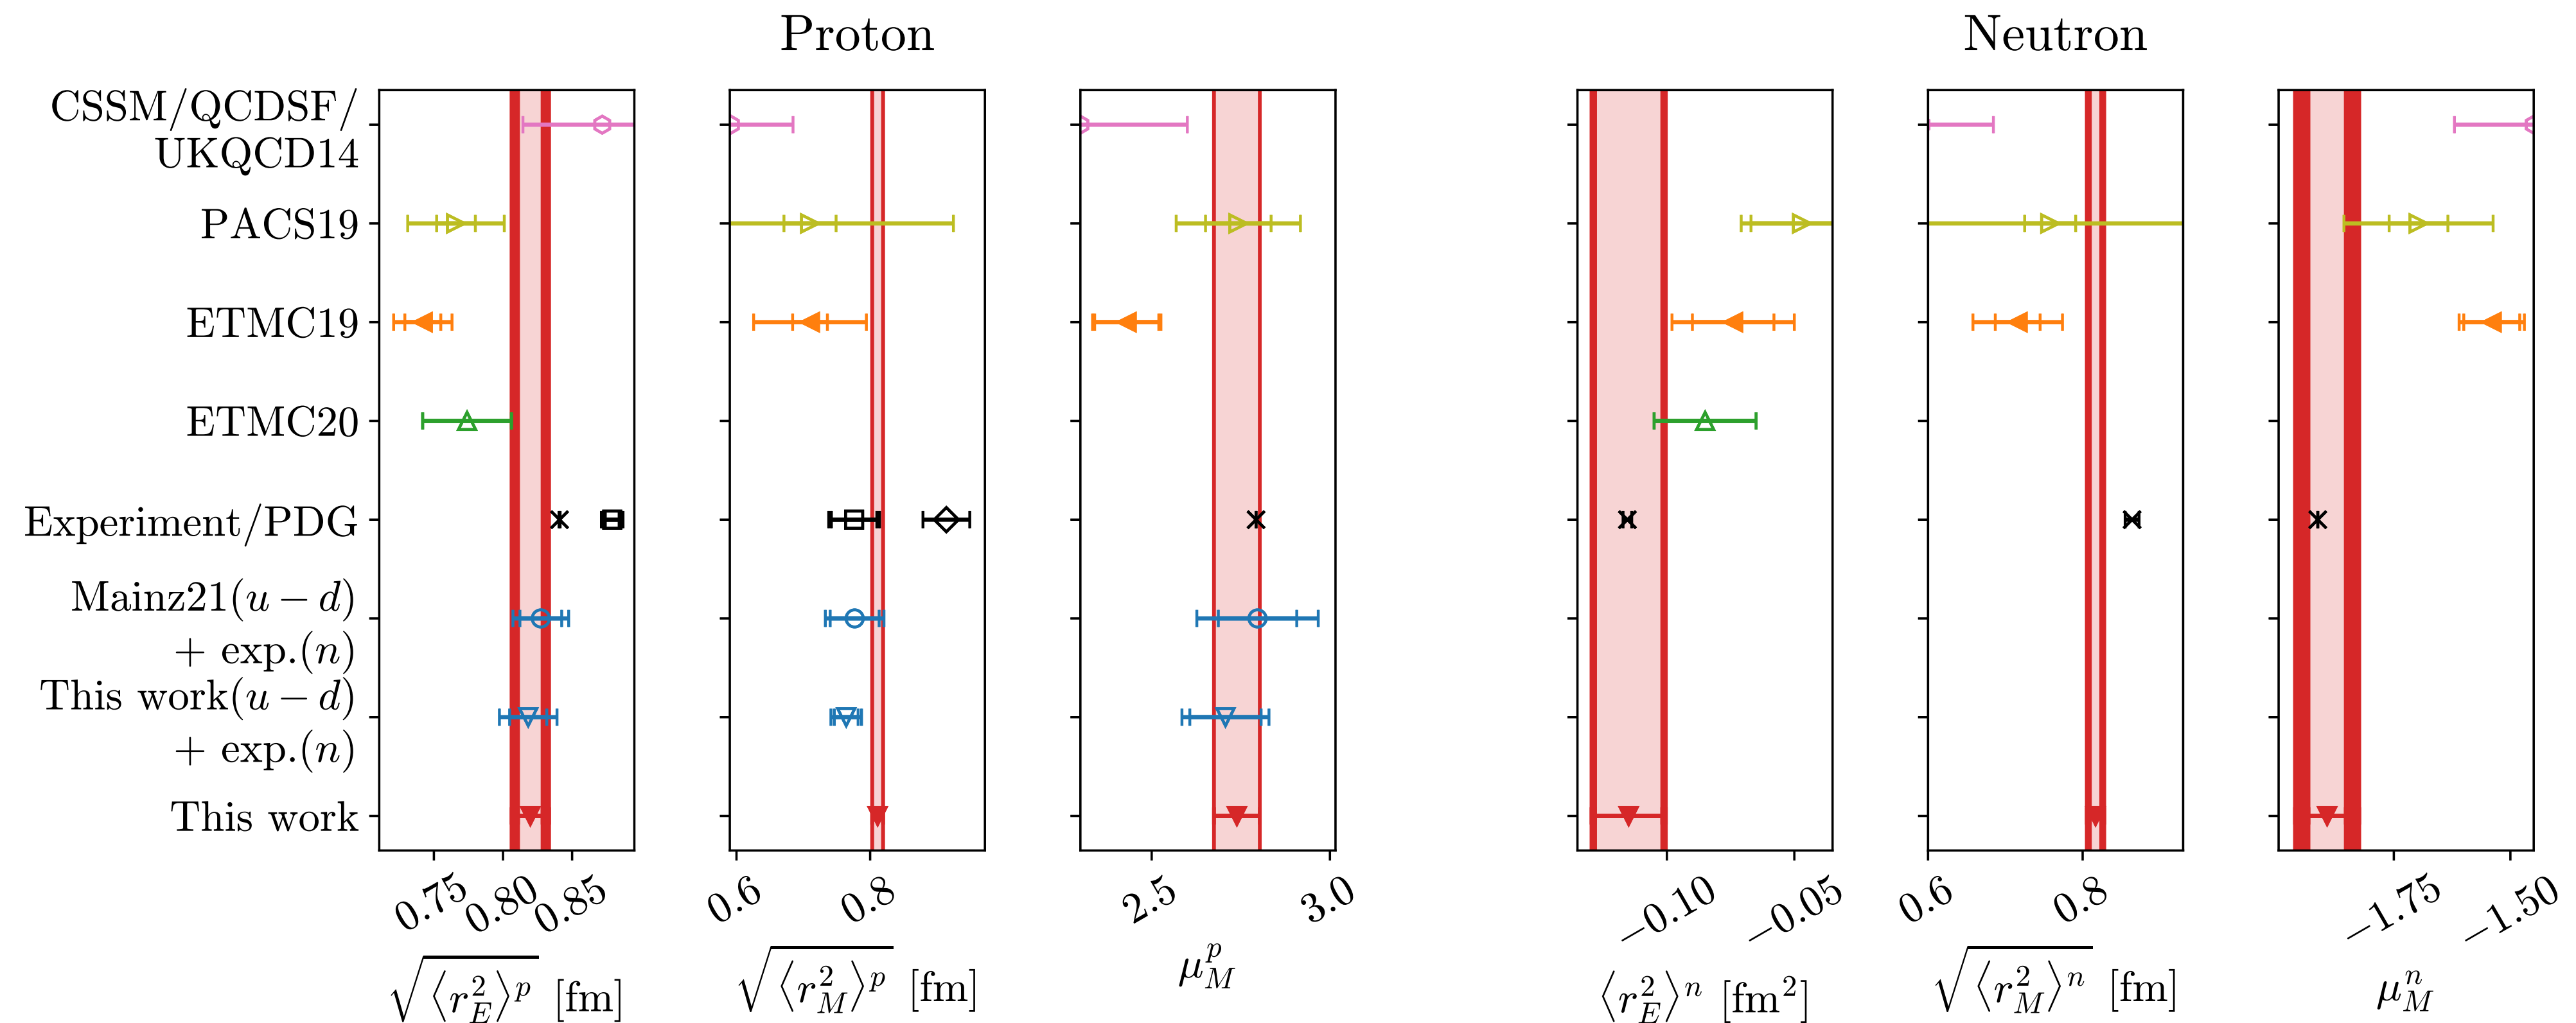 Proton
Neutron
CSSM/QCDSF/
UKQCD14
PACS19
ETMC19
ETMC20
Experiment/PDG
Mainz21(u − d)
+ exp.(n)
This work(u − d)
+ exp.(n)
This work
0.75 0.80 0.85
0.6 0.8
2.5 3.0
−0.10 −0.05
0.6 0.8
−1.75 −1.50
√⟨r_E^2⟩^p [fm]
√⟨r_M^2⟩^p [fm]
μ_M^p
⟨r_E^2⟩^n [fm²]
√⟨r_M^2⟩^n [fm]
μ_M^n